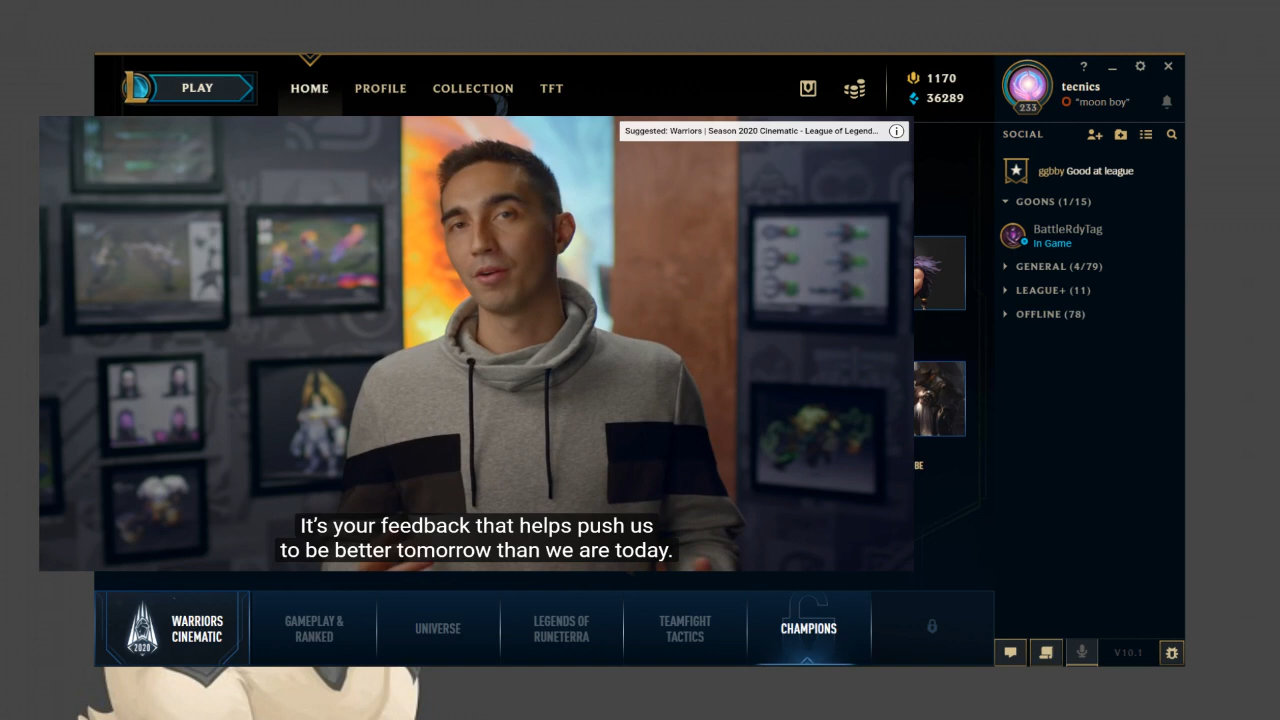 PLAY
HOME
PROFILE
COLLECTION
TFT
1170
36289
?
233
tecnics
"moon boy"
Suggested: Warriors | Season 2020 Cinematic - League of Legend...
SOCIAL
ggbby Good at league
GOONS (1/15)
BattleRdyTag
In Game
GENERAL (4/79)
LEAGUE+ (11)
OFFLINE (78)
BE
It's your feedback that helps push us
to be better tomorrow than we are today.
2020
WARRIORS
CINEMATIC
GAMEPLAY &
RANKED
UNIVERSE
LEGENDS OF
RUNETERRA
TEAMFIGHT
TACTICS
CHAMPIONS
V10.1